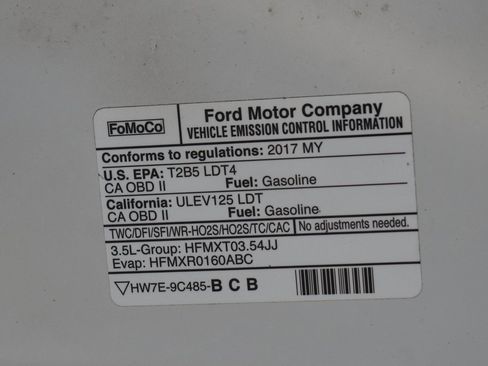 FoMoCo
Ford Motor Company
VEHICLE EMISSION CONTROL INFORMATION
Conforms to regulations: 2017 MY
U.S. EPA: T2B5 LDT4
CA OBD II Fuel: Gasoline
California: ULEV125 LDT
CA OBD II Fuel: Gasoline
TWC/DFI/SFI/WR-HO2S/HO2S/TC/CAC No adjustments needed.
3.5L-Group: HFMXT03.54JJ
Evap: HFMXR0160ABC
HW7E-9C485-B C B